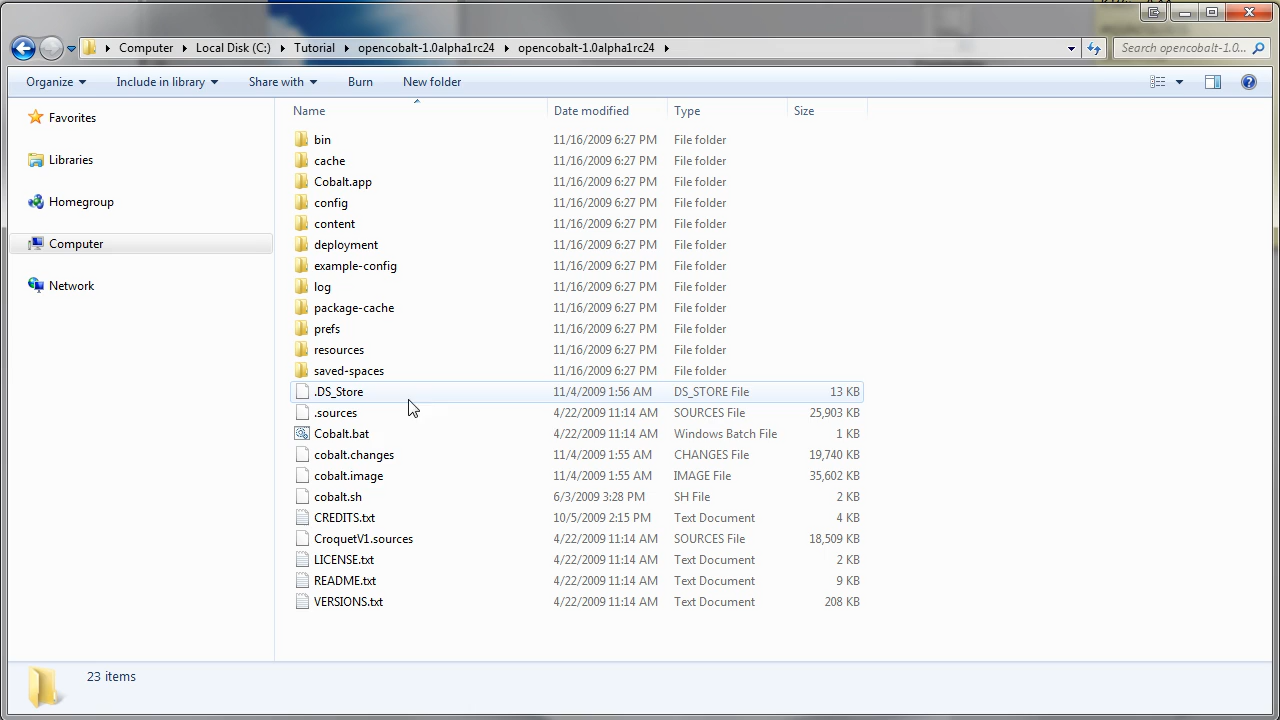 Computer Local Disk (C:) Tutorial opencobalt-1.0alpha1rc24 opencobalt-1.0alpha1rc24 Search opencobalt-1.0...
Organize Include in library Share with Burn New folder
Favorites
Libraries
Homegroup
Computer
Network
Name Date modified Type Size
bin 11/16/2009 6:27 PM File folder
cache 11/16/2009 6:27 PM File folder
Cobalt.app 11/16/2009 6:27 PM File folder
config 11/16/2009 6:27 PM File folder
content 11/16/2009 6:27 PM File folder
deployment 11/16/2009 6:27 PM File folder
example-config 11/16/2009 6:27 PM File folder
log 11/16/2009 6:27 PM File folder
package-cache 11/16/2009 6:27 PM File folder
prefs 11/16/2009 6:27 PM File folder
resources 11/16/2009 6:27 PM File folder
saved-spaces 11/16/2009 6:27 PM File folder
.DS_Store 11/4/2009 1:56 AM DS_STORE File 13 KB
.sources 4/22/2009 11:14 AM SOURCES File 25,903 KB
Cobalt.bat 4/22/2009 11:14 AM Windows Batch File 1 KB
cobalt.changes 11/4/2009 1:55 AM CHANGES File 19,740 KB
cobalt.image 11/4/2009 1:55 AM IMAGE File 35,602 KB
cobalt.sh 6/3/2009 3:28 PM SH File 2 KB
CREDITS.txt 10/5/2009 2:15 PM Text Document 4 KB
CroquetV1.sources 4/22/2009 11:14 AM SOURCES File 18,509 KB
LICENSE.txt 4/22/2009 11:14 AM Text Document 2 KB
README.txt 4/22/2009 11:14 AM Text Document 9 KB
VERSIONS.txt 4/22/2009 11:14 AM Text Document 208 KB
23 items